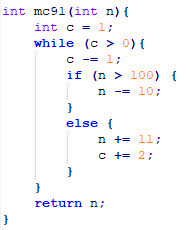 int mc91(int n){
    int c = 1;
    while (c > 0){
        c -= 1;
        if (n > 100) {
            n -= 10;
        }
        else {
            n += 11;
            c += 2;
        }
    }
    return n;
}